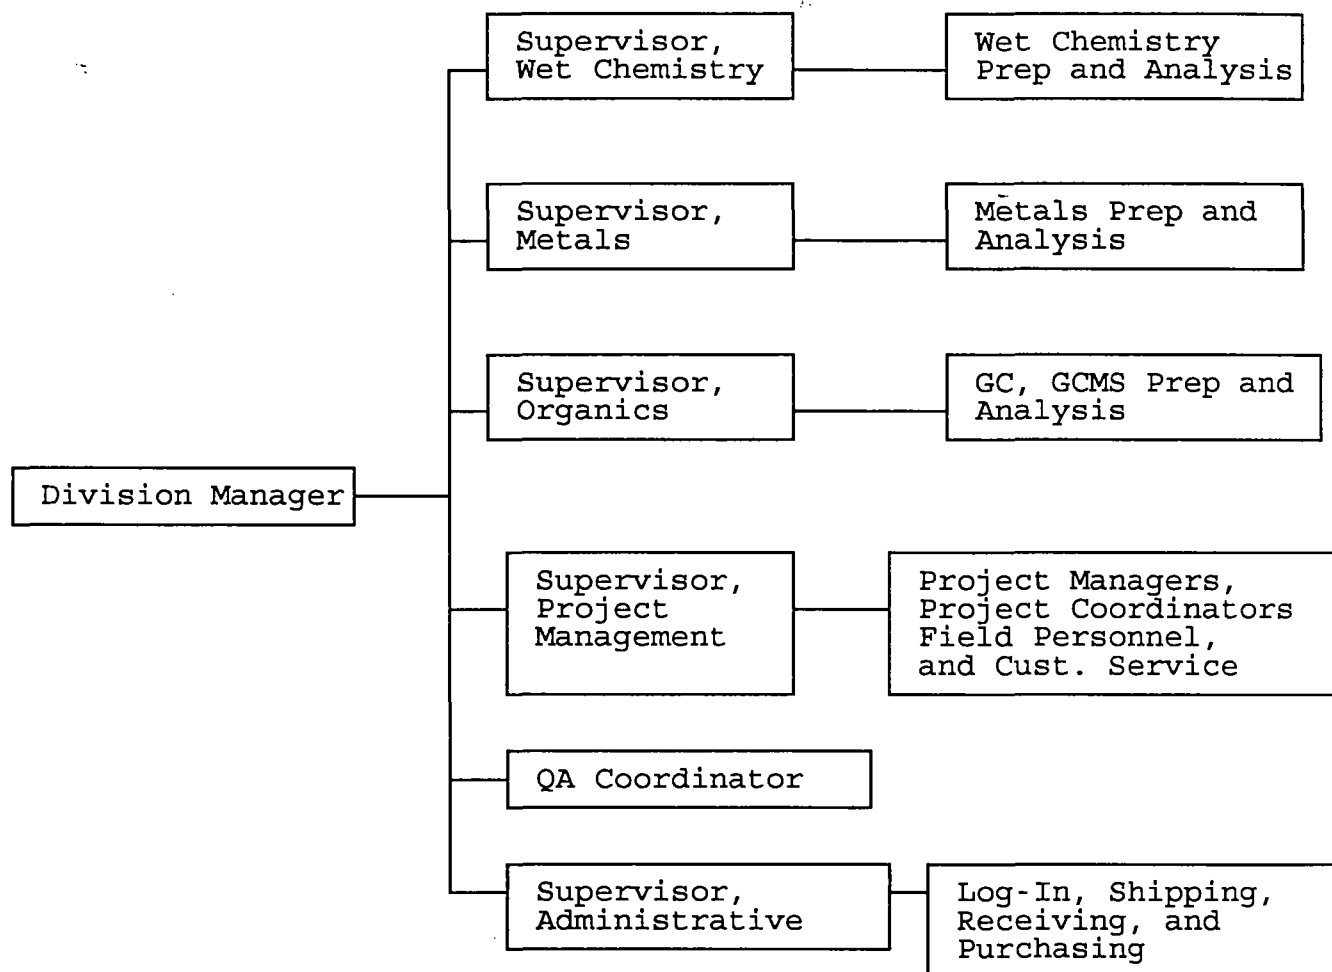 Supervisor,
Wet Chemistry
Wet Chemistry
Prep and Analysis
Supervisor,
Metals
Metals Prep and
Analysis
Supervisor,
Organics
GC, GCMS Prep and
Analysis
Division Manager
Supervisor,
Project
Management
Project Managers,
Project Coordinators
Field Personnel,
and Cust. Service
QA Coordinator
Supervisor,
Administrative
Log-In, Shipping,
Receiving, and
Purchasing